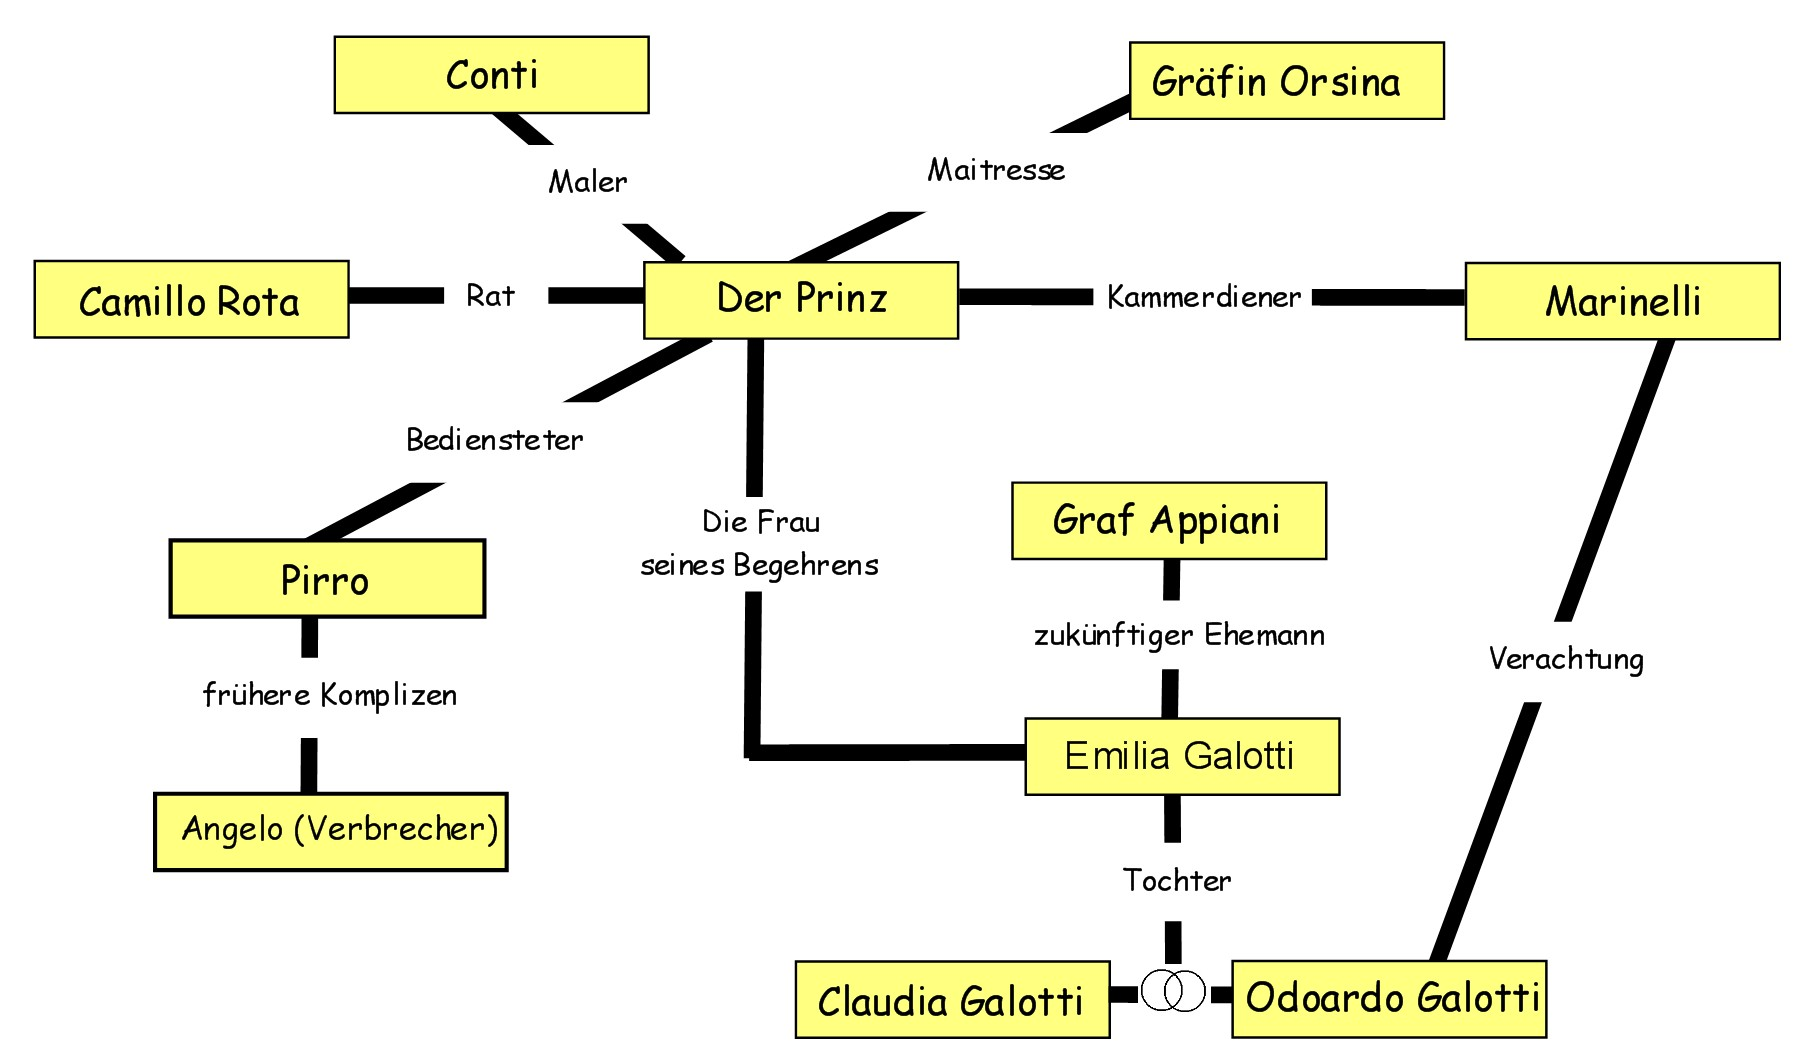 Conti
Gräfin Orsina
Maler
Maitresse
Camillo Rota
Rat
Der Prinz
Kammerdiener
Marinelli
Bediensteter
Die Frau
seines Begehrens
Graf Appiani
Pirro
zukünftiger Ehemann
Verachtung
frühere Komplizen
Emilia Galotti
Angelo (Verbrecher)
Tochter
Claudia Galotti
Odoardo Galotti